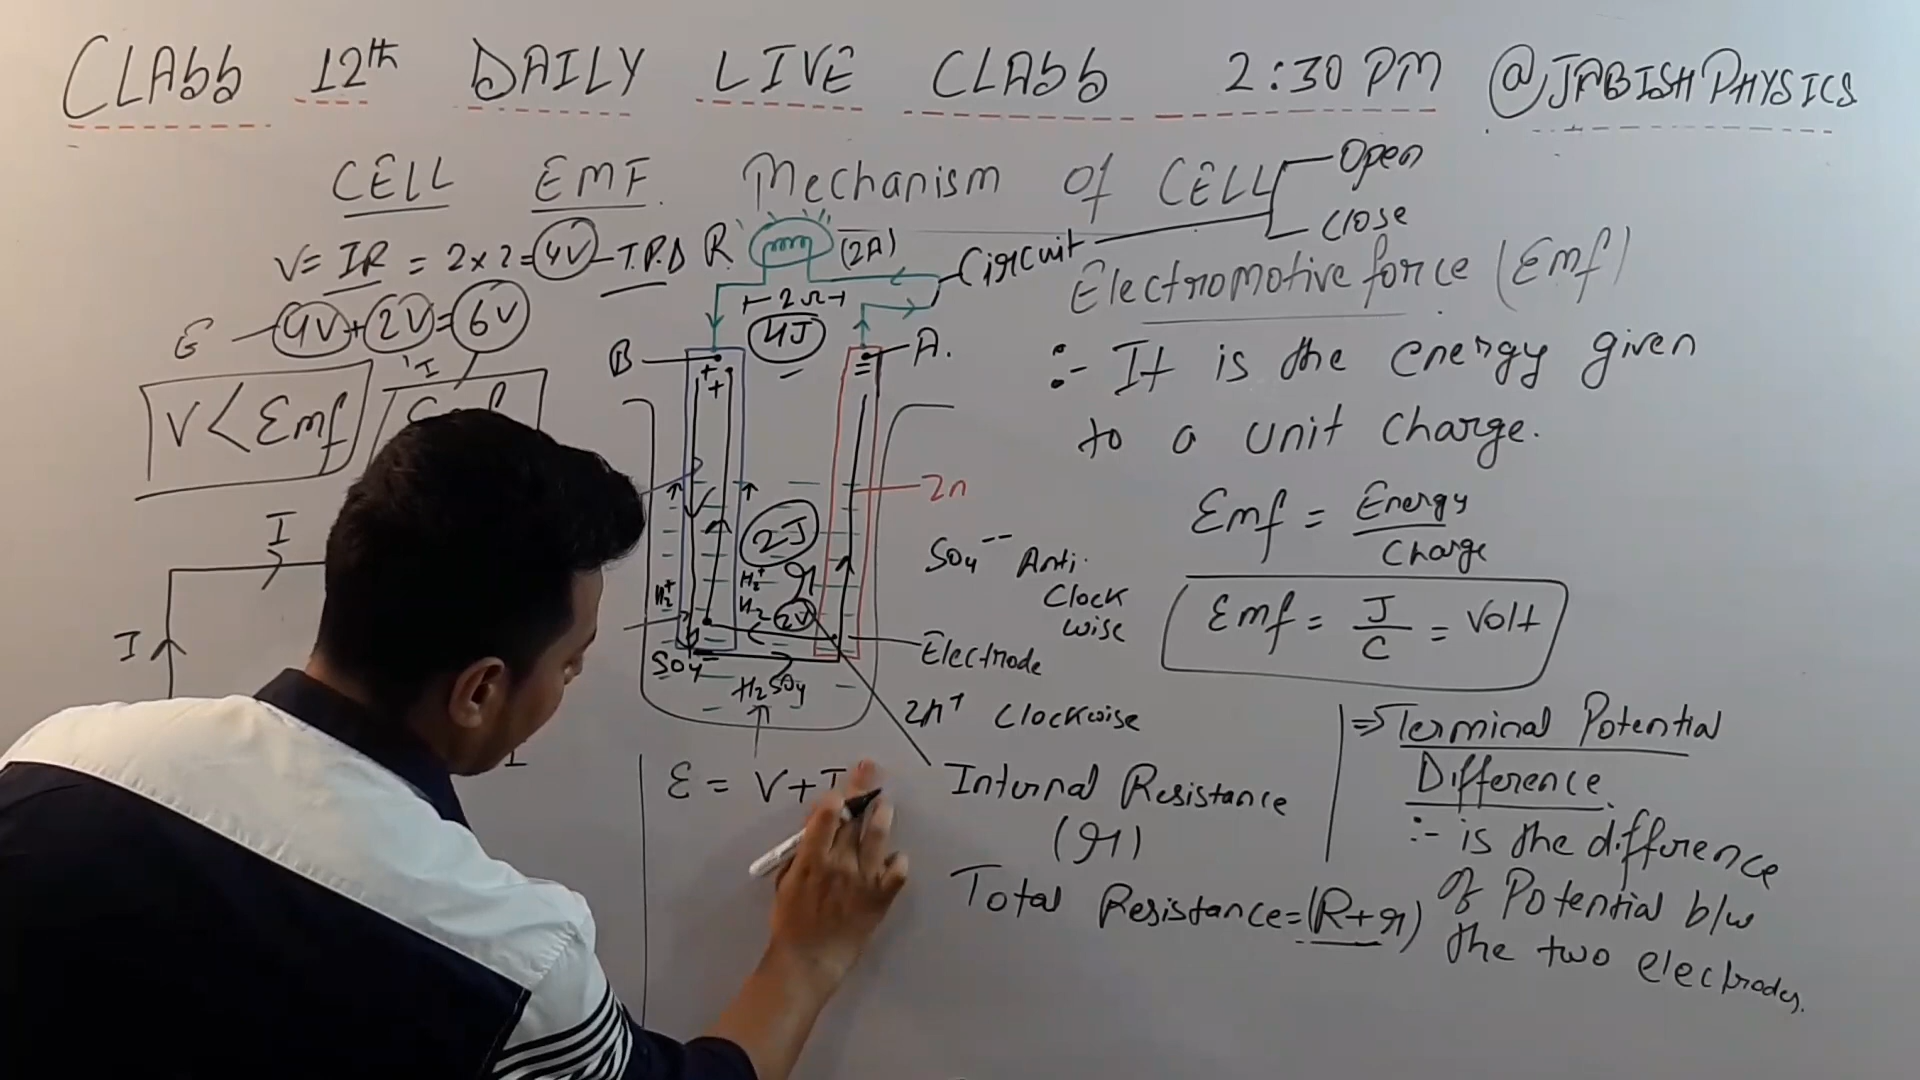 CLASS 12th DAILY LIVE CLASS 2:30 PM @JABISHPHYSICS
CELL EMF Mechanism of CELL
Open
Close
V= IR = 2×2= 4V - T.P.D
R (2A)
Circuit
2Ω
4J
E 4V+2V=6V
V < Emf
B
A.
+
+
Electromotive force (Emf)
:- It is the energy given
to a unit charge.
Emf = Energy
Charge
Emf = J = Volt
C
I
I
I
Zn
2J
r
H2+
H2+
H2
2V
SO4--
H2SO4
SO4-- Anti
Clock
wise
Electrode
Zn+ Clockwise
ε = V+I
Internal Resistance
(r)
Total Resistance=(R+r)
=> Terminal Potential
Difference
:- is the difference
of Potential b/w
the two electrodes.